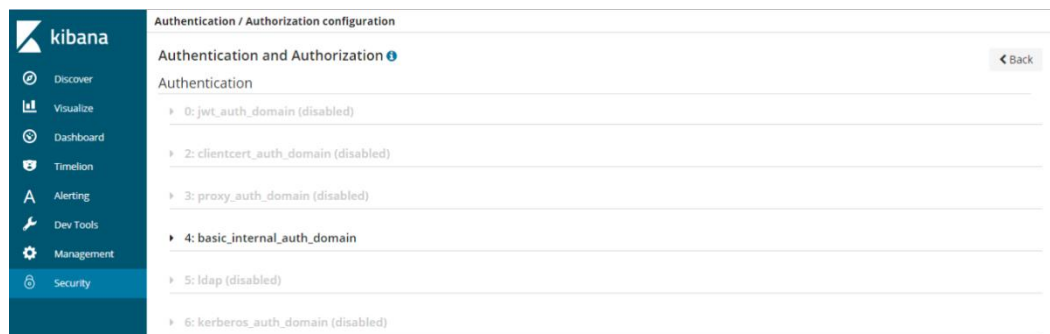 kibana
Discover
Visualize
Dashboard
Timelion
Alerting
Dev Tools
Management
Security
Authentication / Authorization configuration
Authentication and Authorization
Back
Authentication
0: jwt_auth_domain (disabled)
2: clientcert_auth_domain (disabled)
3: proxy_auth_domain (disabled)
4: basic_internal_auth_domain
5: ldap (disabled)
6: kerberos_auth_domain (disabled)